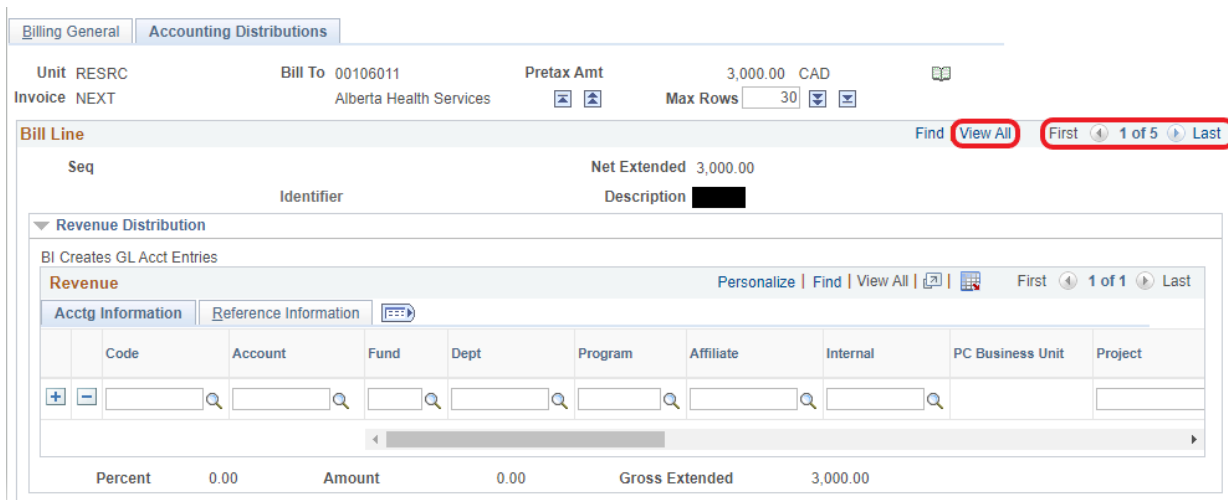 Billing General Accounting Distributions
Unit RESRC Bill To 00106011 Pretax Amt 3,000.00 CAD
Invoice NEXT Alberta Health Services Max Rows 30
Bill Line Find View All First 1 of 5 Last
Seq Net Extended 3,000.00
Identifier Description
Revenue Distribution
BI Creates GL Acct Entries
Revenue Personalize | Find | View All | | First 1 of 1 Last
Acctg Information Reference Information
Code Account Fund Dept Program Affiliate Internal PC Business Unit Project
Percent 0.00 Amount 0.00 Gross Extended 3,000.00